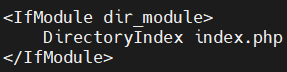 <IfModule dir_module>
    DirectoryIndex index.php
</IfModule>